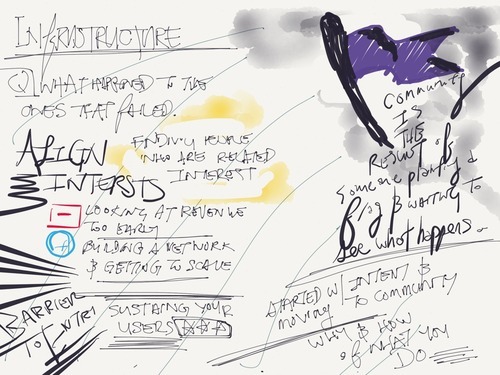 INFRASTRUCTURE
Q) WHAT HAPPENED TO THE
ONES THAT FAILED.
ALIGN
INTERSTS
FINDING PEOPLE
WHO ARE RELATED
INTEREST
- LOOKING AT REVENUE
TOO EARLY
+ BUILDING A NETWORK
& GETTING TO SCALE
BARRIER
TO ENTRY
SUSTAINING YOUR
USERS
Community
IS
THE
RESULT of
someone planting a
flag & waiting to
see what happens.
STARTED W/ INTENT &
moving TO COMMUNITY
WHY & HOW
of WHAT YOU
DO